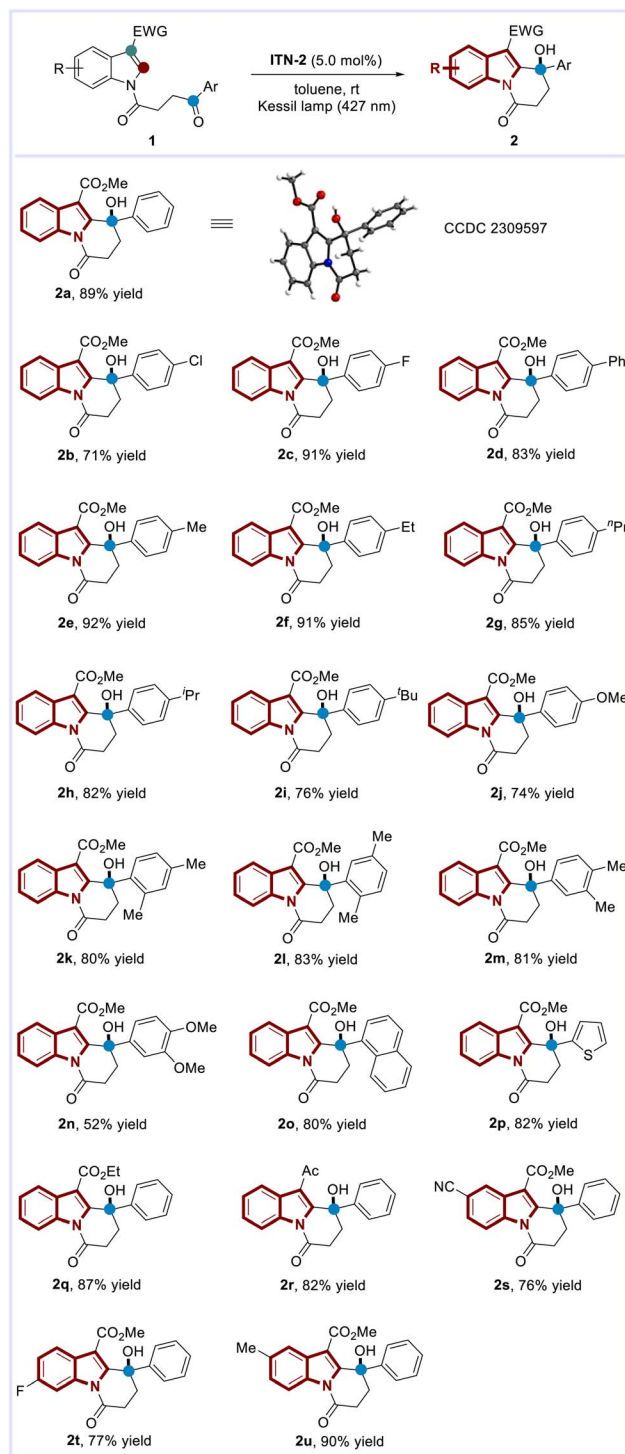 EWG
R
N
O
Ar
O
1
ITN-2 (5.0 mol%)
toluene, rt
Kessil lamp (427 nm)
EWG
OH
R
Ar
N
O
2
CO2Me
OH
N
O
2a, 89% yield
CCDC 2309597
CO2Me
OH
Cl
N
O
2b, 71% yield
CO2Me
OH
F
N
O
2c, 91% yield
CO2Me
OH
Ph
N
O
2d, 83% yield
CO2Me
OH
Me
N
O
2e, 92% yield
CO2Me
OH
Et
N
O
2f, 91% yield
CO2Me
OH
nPr
N
O
2g, 85% yield
CO2Me
OH
iPr
N
O
2h, 82% yield
CO2Me
OH
tBu
N
O
2i, 76% yield
CO2Me
OH
OMe
N
O
2j, 74% yield
CO2Me
OH
Me
N
Me
O
2k, 80% yield
Me
CO2Me
OH
N
Me
O
2l, 83% yield
CO2Me
OH
Me
N
Me
O
2m, 81% yield
CO2Me
OH
OMe
N
OMe
O
2n, 52% yield
CO2Me
OH
N
O
2o, 80% yield
CO2Me
OH
S
N
O
2p, 82% yield
CO2Et
OH
N
O
2q, 87% yield
Ac
OH
N
O
2r, 82% yield
NC
CO2Me
OH
N
O
2s, 76% yield
CO2Me
OH
F
N
O
2t, 77% yield
Me
CO2Me
OH
N
O
2u, 90% yield